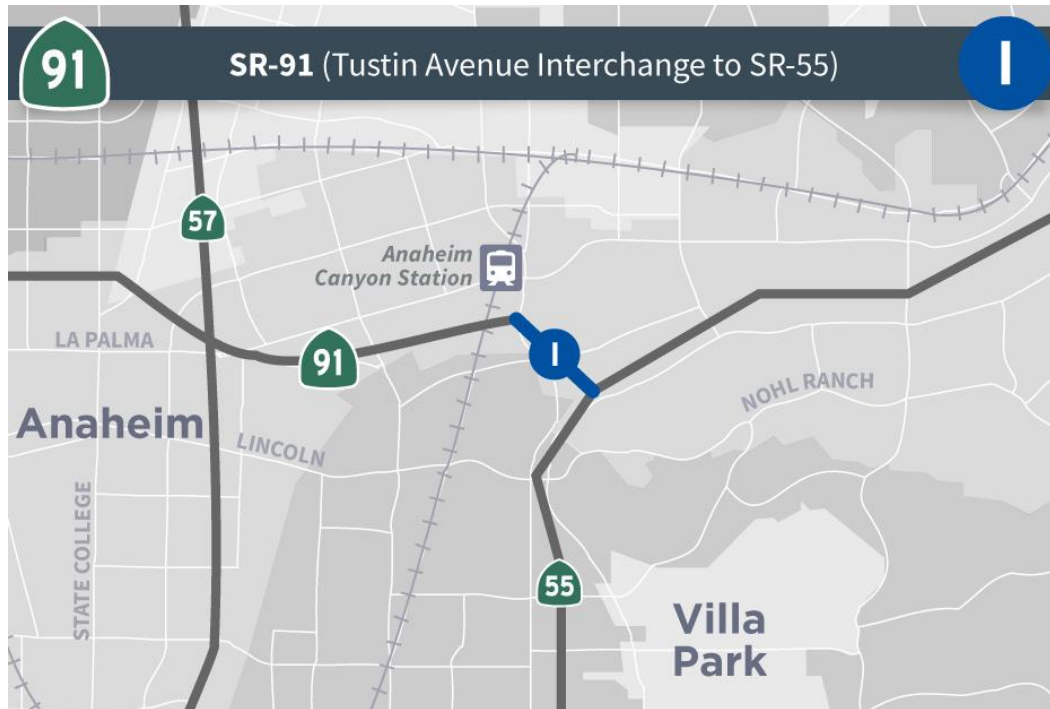 91
SR-91 (Tustin Avenue Interchange to SR-55)
I
57
Anaheim
Canyon Station
LA PALMA
91
I
NOHL RANCH
Anaheim
LINCOLN
STATE COLLEGE
55
Villa
Park